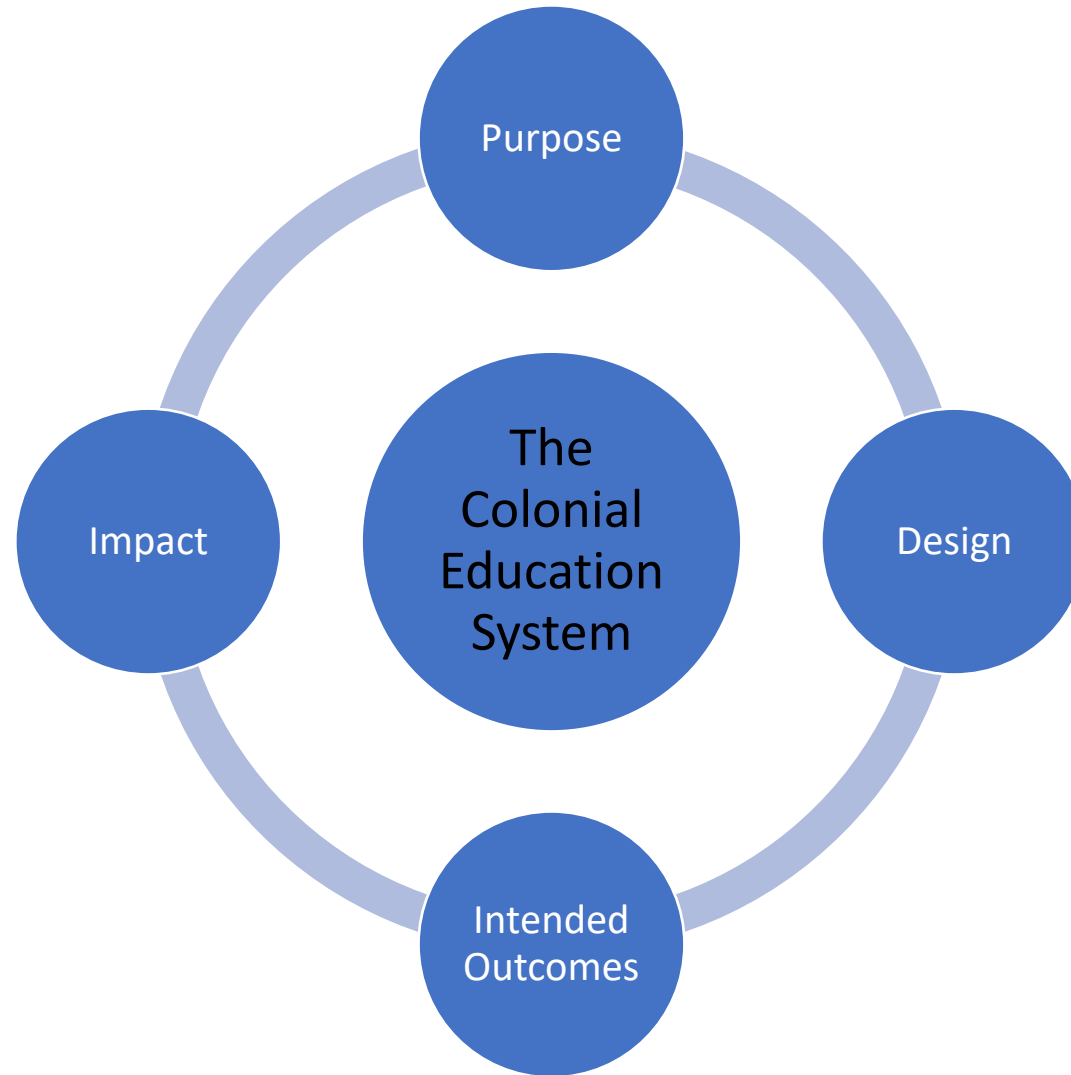 Purpose
The
Colonial
Education
System
Impact
Design
Intended
Outcomes